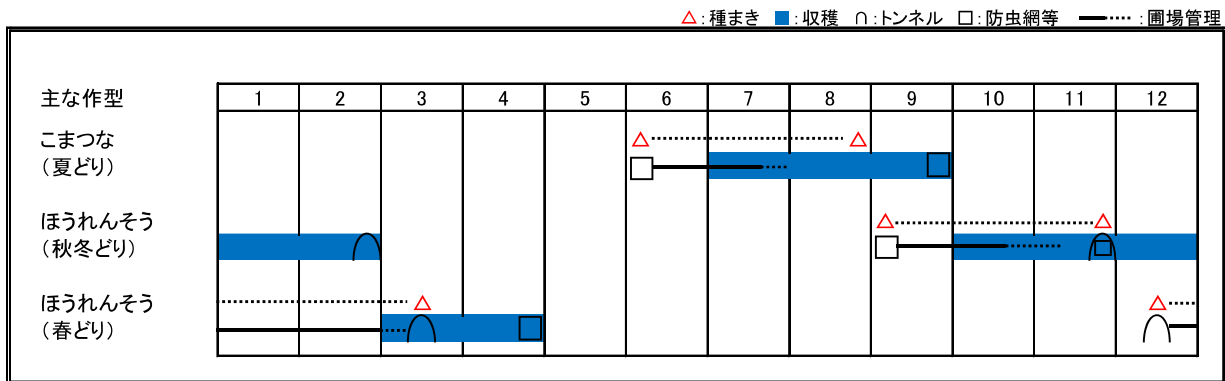 △:種まき ■:収穫 ∩:トンネル □:防虫網等 ━━‥‥:圃場管理
主な作型 1 2 3 4 5 6 7 8 9 10 11 12
こまつな
(夏どり)
ほうれんそう
(秋冬どり)
ほうれんそう
(春どり)